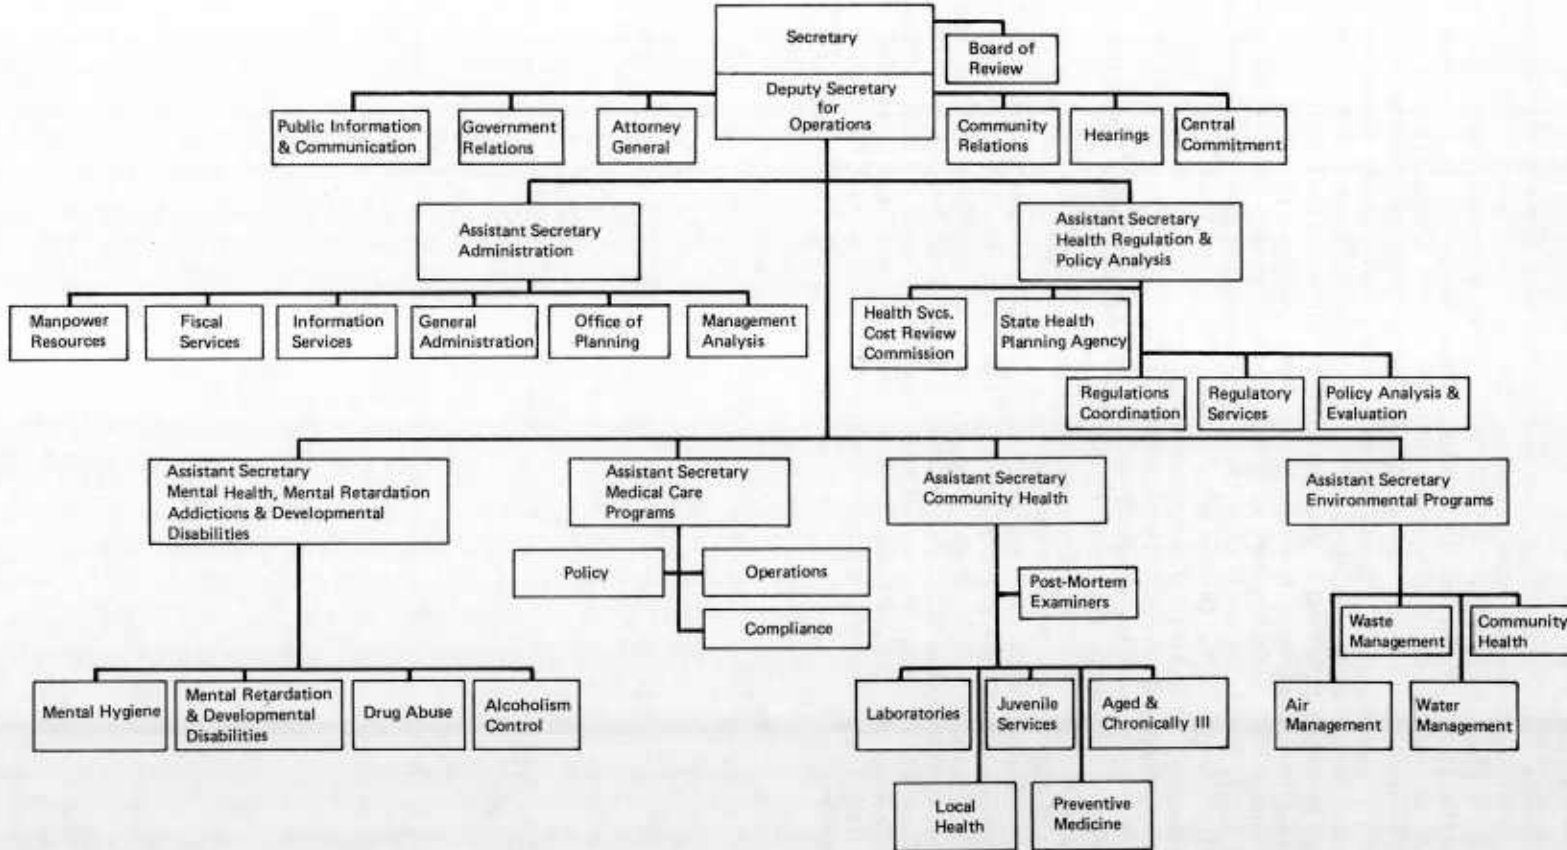 Secretary
Board of
Review
Deputy Secretary
for
Operations
Public Information
& Communication
Government
Relations
Attorney
General
Community
Relations
Hearings
Central
Commitment
Assistant Secretary
Administration
Assistant Secretary
Health Regulation &
Policy Analysis
Manpower
Resources
Fiscal
Services
Information
Services
General
Administration
Office of
Planning
Management
Analysis
Health Svcs.
Cost Review
Commission
State Health
Planning Agency
Regulations
Coordination
Regulatory
Services
Policy Analysis &
Evaluation
Assistant Secretary
Mental Health, Mental Retardation
Addictions & Developmental
Disabilities
Assistant Secretary
Medical Care
Programs
Assistant Secretary
Community Health
Assistant Secretary
Environmental Programs
Policy
Operations
Compliance
Post-Mortem
Examiners
Waste
Management
Community
Health
Mental Hygiene
Mental Retardation
& Developmental
Disabilities
Drug Abuse
Alcoholism
Control
Laboratories
Juvenile
Services
Aged &
Chronically Ill
Air
Management
Water
Management
Local
Health
Preventive
Medicine